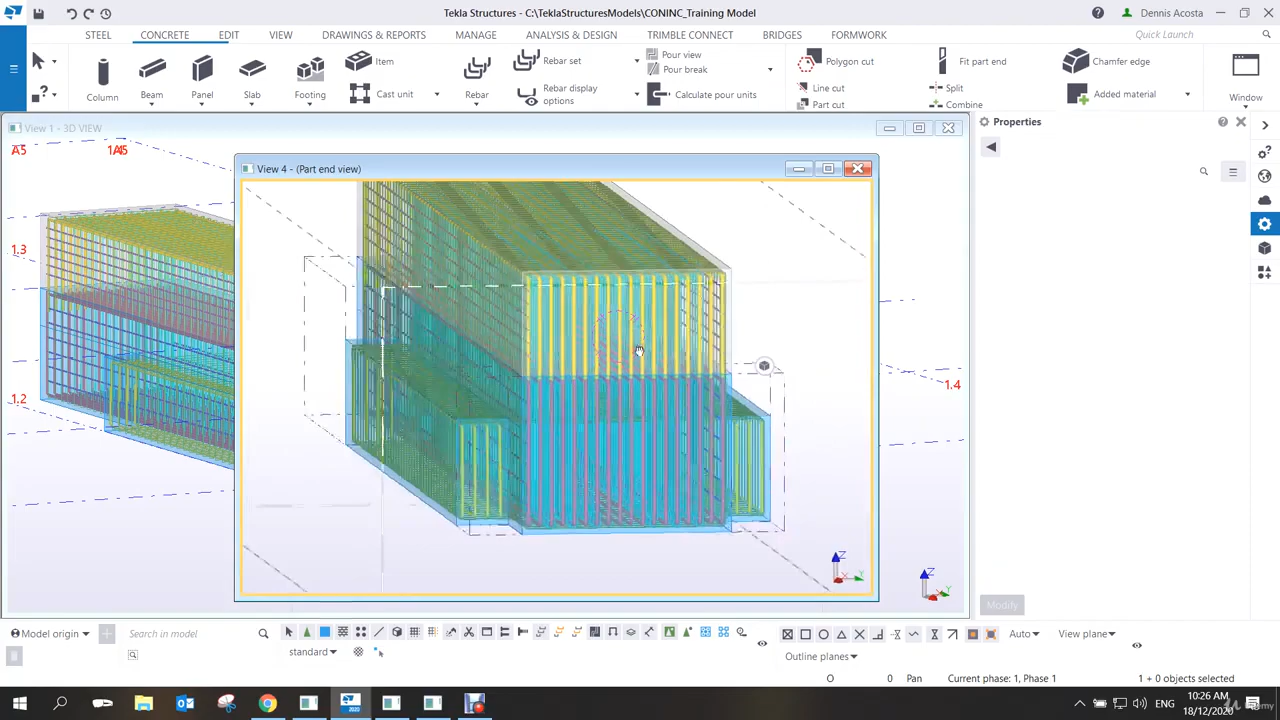 Tekla Structures - C:\TeklaStructuresModels\CONINC_Training Model
Dennis Acosta
STEEL CONCRETE EDIT VIEW DRAWINGS & REPORTS MANAGE ANALYSIS & DESIGN TRIMBLE CONNECT BRIDGES FORMWORK
Quick Launch
Column
Beam
Panel
Slab
Footing
Item
Cast unit
Rebar
Rebar set
Rebar display
options
Pour view
Pour break
Calculate pour units
Polygon cut
Line cut
Part cut
Fit part end
Split
Combine
Chamfer edge
Added material
Window
View 1 - 3D VIEW
Properties
View 4 - (Part end view)
1.3
1.2
1.4
Z
Y
X
Z
Modify
Model origin
Search in model
standard
Auto
View plane
Outline planes
O 0 Pan Current phase: 1, Phase 1 1 + 0 objects selected
2020
ENG
10:26 AM
18/12/2020
Udemy